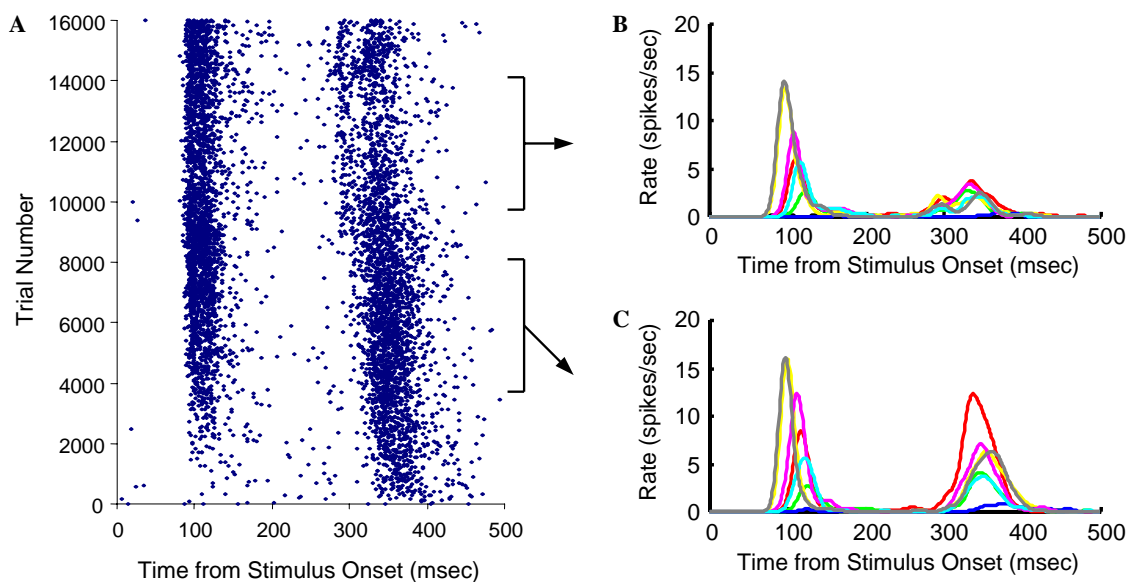 A
Trial Number
16000
14000
12000
10000
8000
6000
4000
2000
0
0 100 200 300 400 500
Time from Stimulus Onset (msec)
B
Rate (spikes/sec)
20
15
10
5
0
0 100 200 300 400 500
Time from Stimulus Onset (msec)
C
Rate (spikes/sec)
20
15
10
5
0
0 100 200 300 400 500
Time from Stimulus Onset (msec)